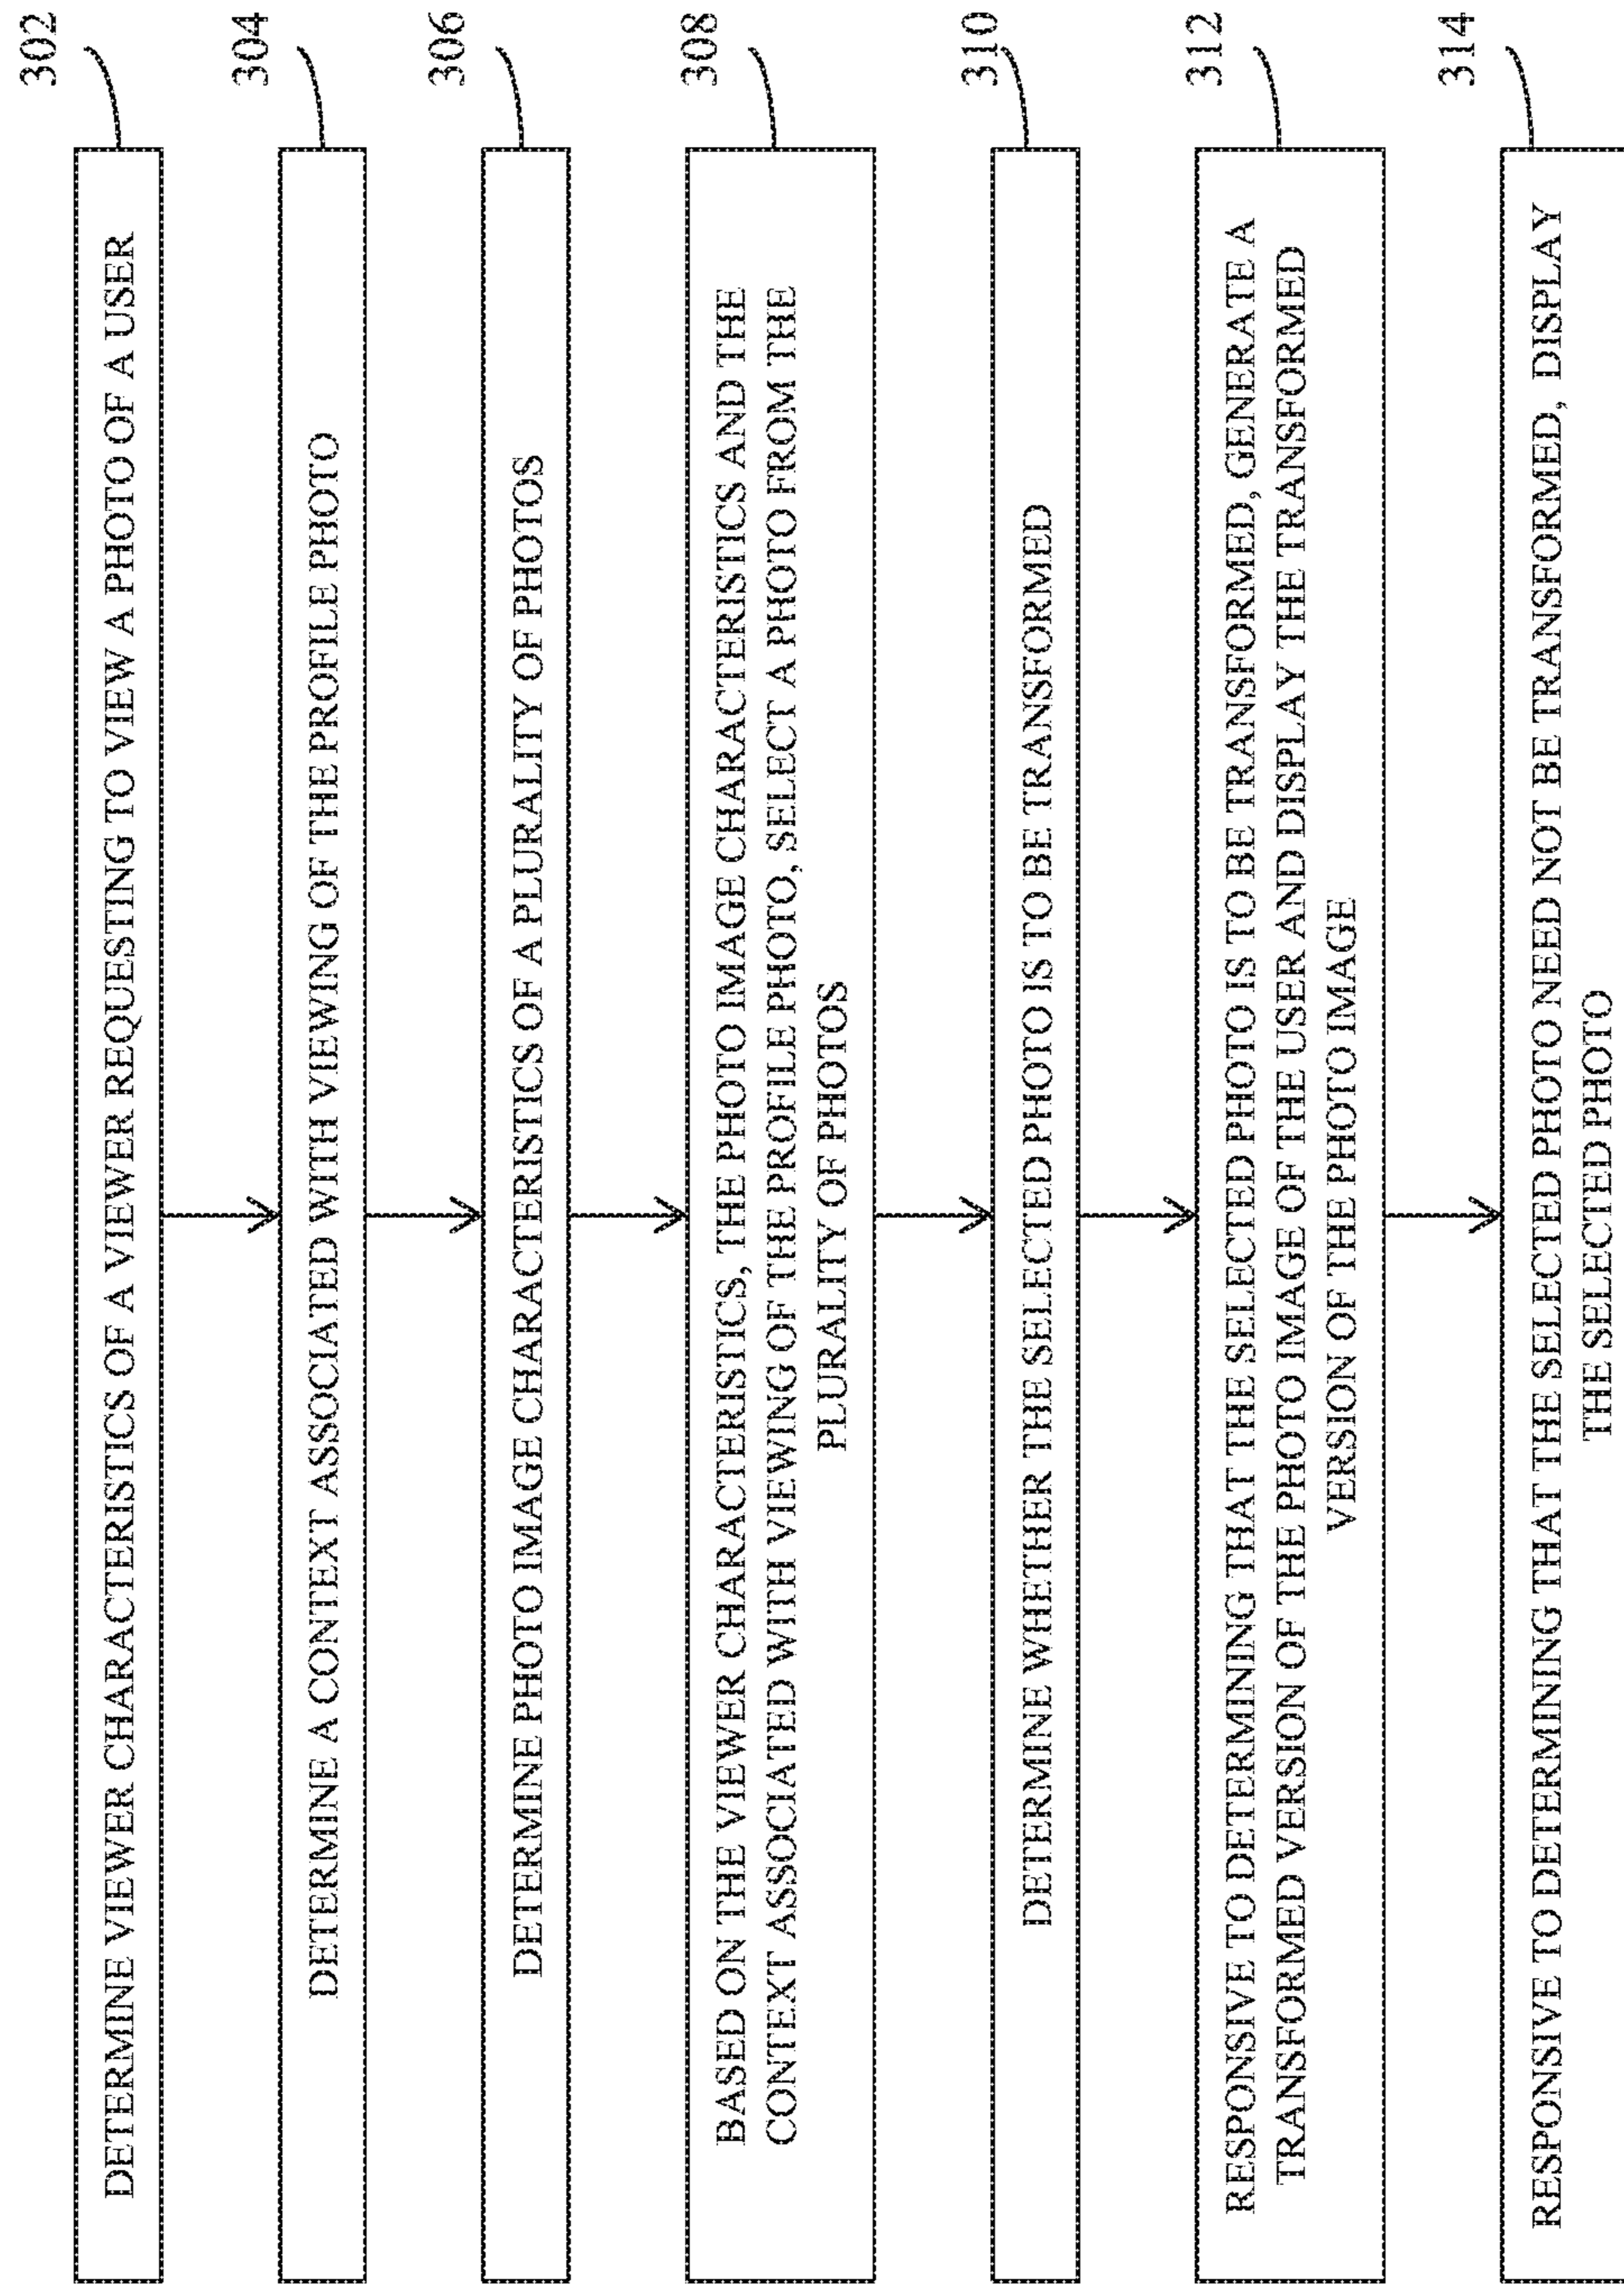 302
DETERMINE VIEWER CHARACTERISTICS OF A VIEWER REQUESTING TO VIEW A PHOTO OF A USER
304
DETERMINE A CONTEXT ASSOCIATED WITH VIEWING OF THE PROFILE PHOTO
306
DETERMINE PHOTO IMAGE CHARACTERISTICS OF A PLURALITY OF PHOTOS
308
BASED ON THE VIEWER CHARACTERISTICS, THE PHOTO IMAGE CHARACTERISTICS AND THE
CONTEXT ASSOCIATED WITH VIEWING OF THE PROFILE PHOTO, SELECT A PHOTO FROM THE
PLURALITY OF PHOTOS
310
DETERMINE WHETHER THE SELECTED PHOTO IS TO BE TRANSFORMED
312
RESPONSIVE TO DETERMINING THAT THE SELECTED PHOTO IS TO BE TRANSFORMED, GENERATE A
TRANSFORMED VERSION OF THE PHOTO IMAGE OF THE USER AND DISPLAY THE TRANSFORMED
VERSION OF THE PHOTO IMAGE
314
RESPONSIVE TO DETERMINING THAT THE SELECTED PHOTO NEED NOT BE TRANSFORMED, DISPLAY
THE SELECTED PHOTO